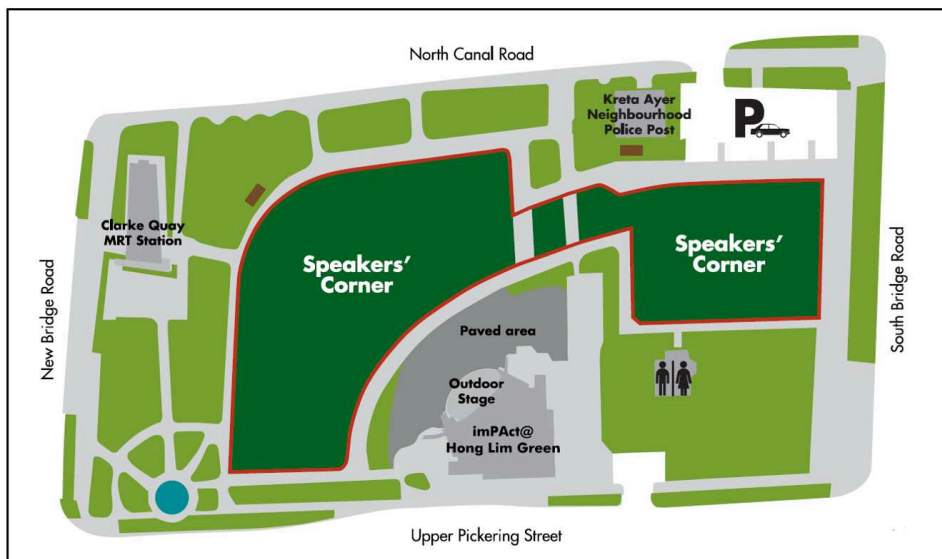 North Canal Road
Kreta Ayer
Neighbourhood
Police Post
P
Clarke Quay
MRT Station
Speakers'
Corner
Speakers'
Corner
New Bridge Road
South Bridge Road
Paved area
Outdoor
Stage
imPAct@
Hong Lim Green
Upper Pickering Street